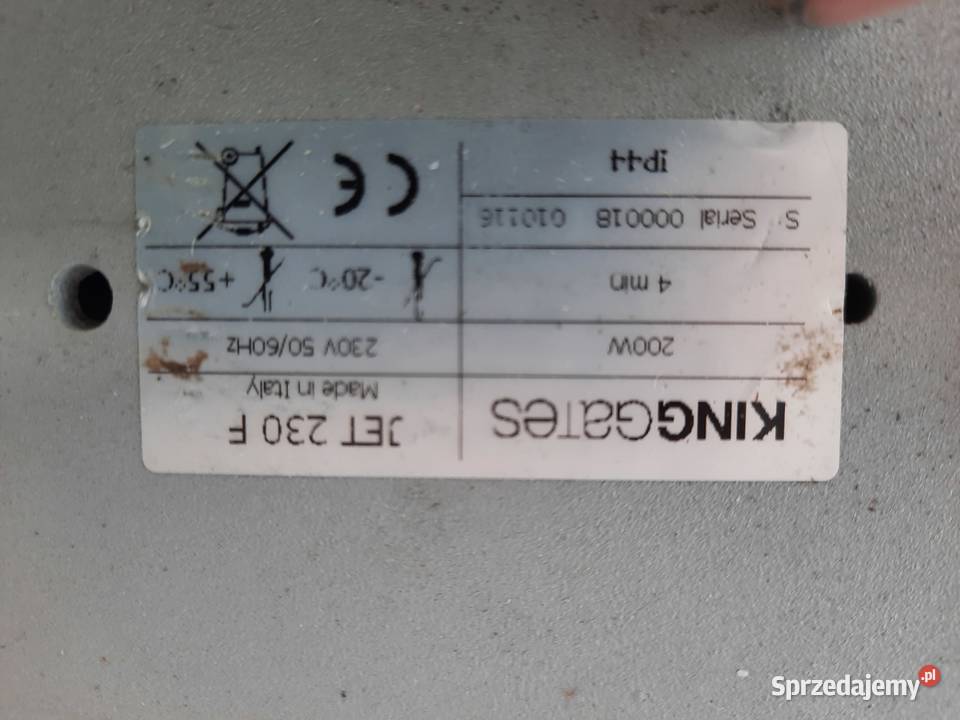 KINGGates JET 230 F
Made in Italy
200W 230V 50/60Hz
4 min -20°C +55°C
S· Serial 000018 010116
IP44
CE
Sprzedajemy.pl